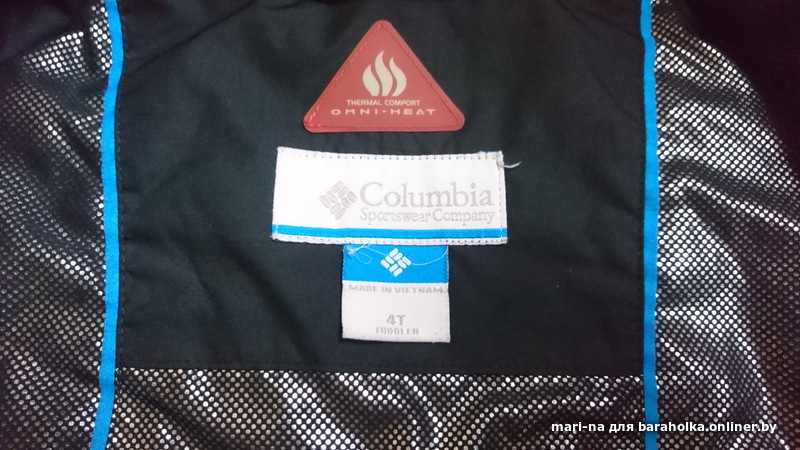 THERMAL COMFORT
OMNI-HEAT
Columbia
Sportswear Company
MADE IN VIETNAM
4T
TODDLER
mari-na для baraholka.onliner.by